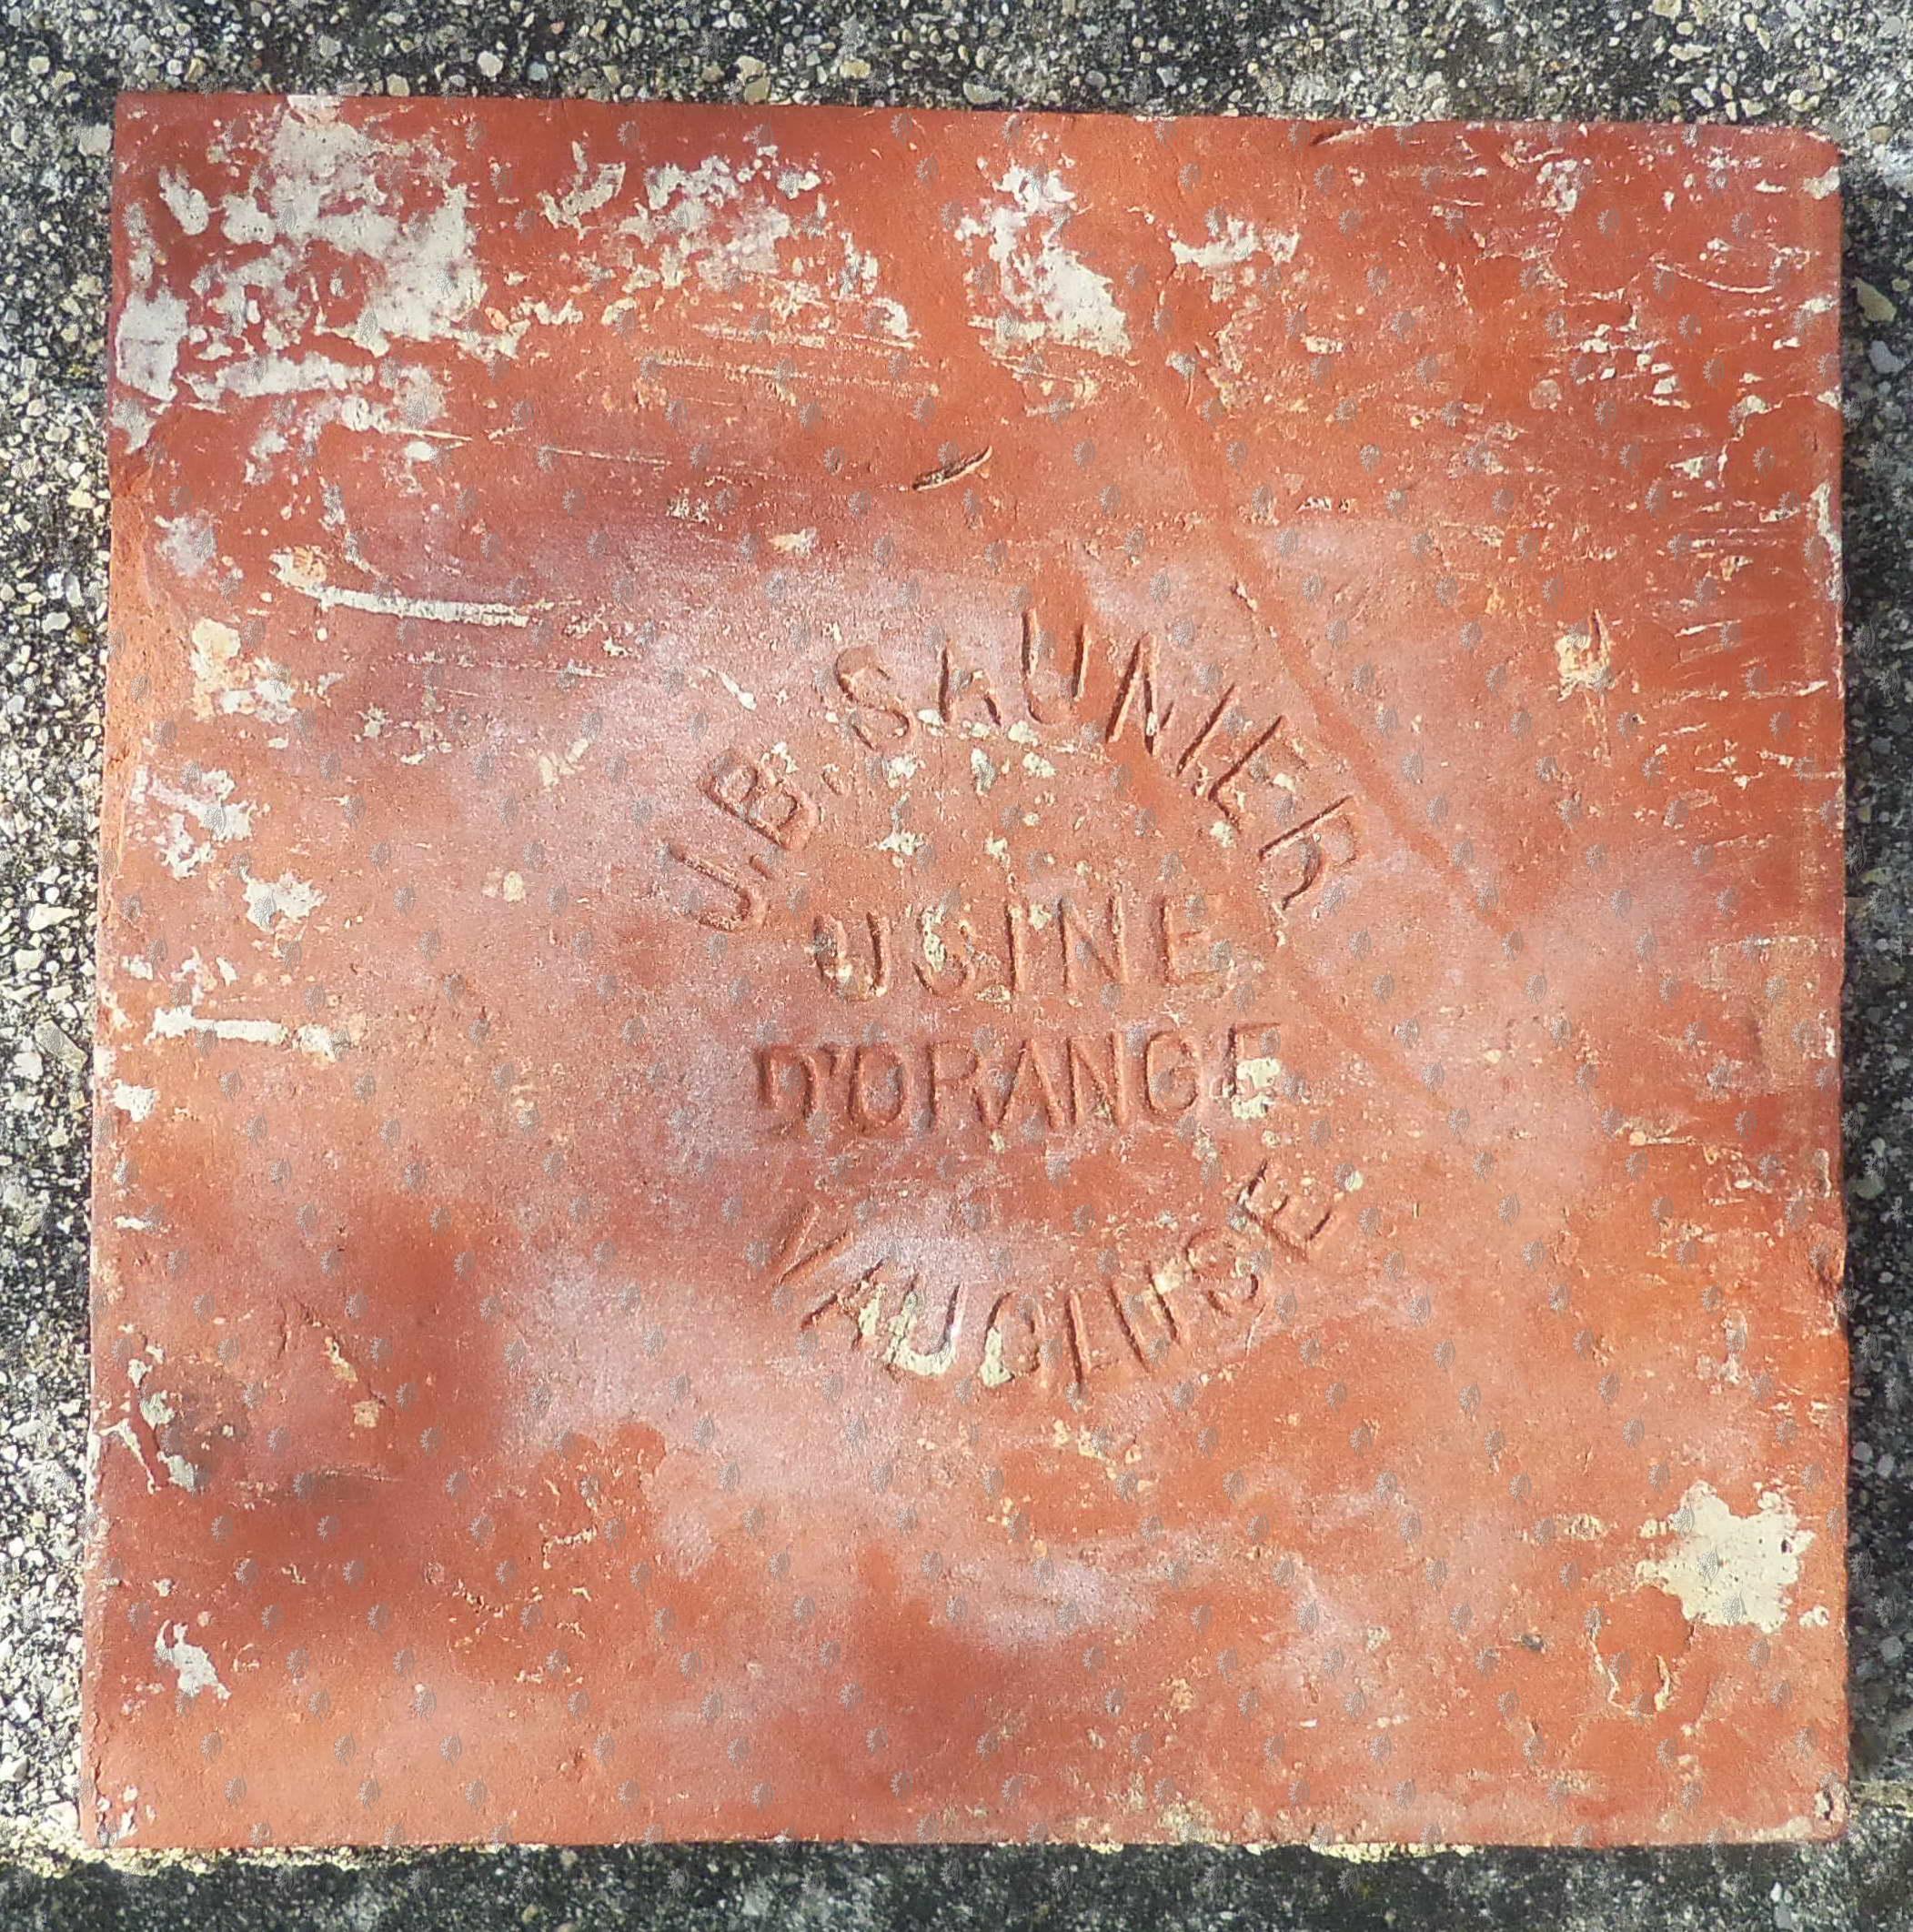 J.B. SAUNIER
USINE
D'ORANGE
VAUCLUSE